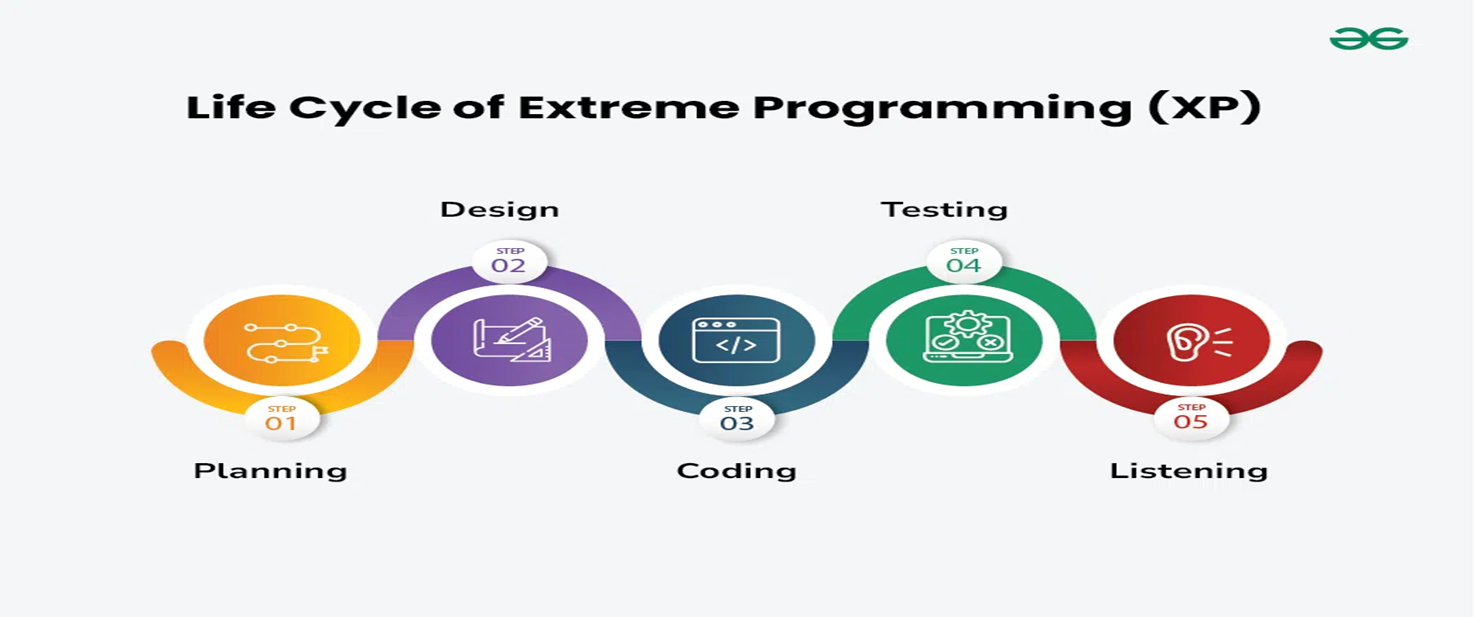 Life Cycle of Extreme Programming (XP)
Design
Testing
STEP
02
STEP
04
</>
STEP
01
STEP
03
STEP
05
Planning
Coding
Listening